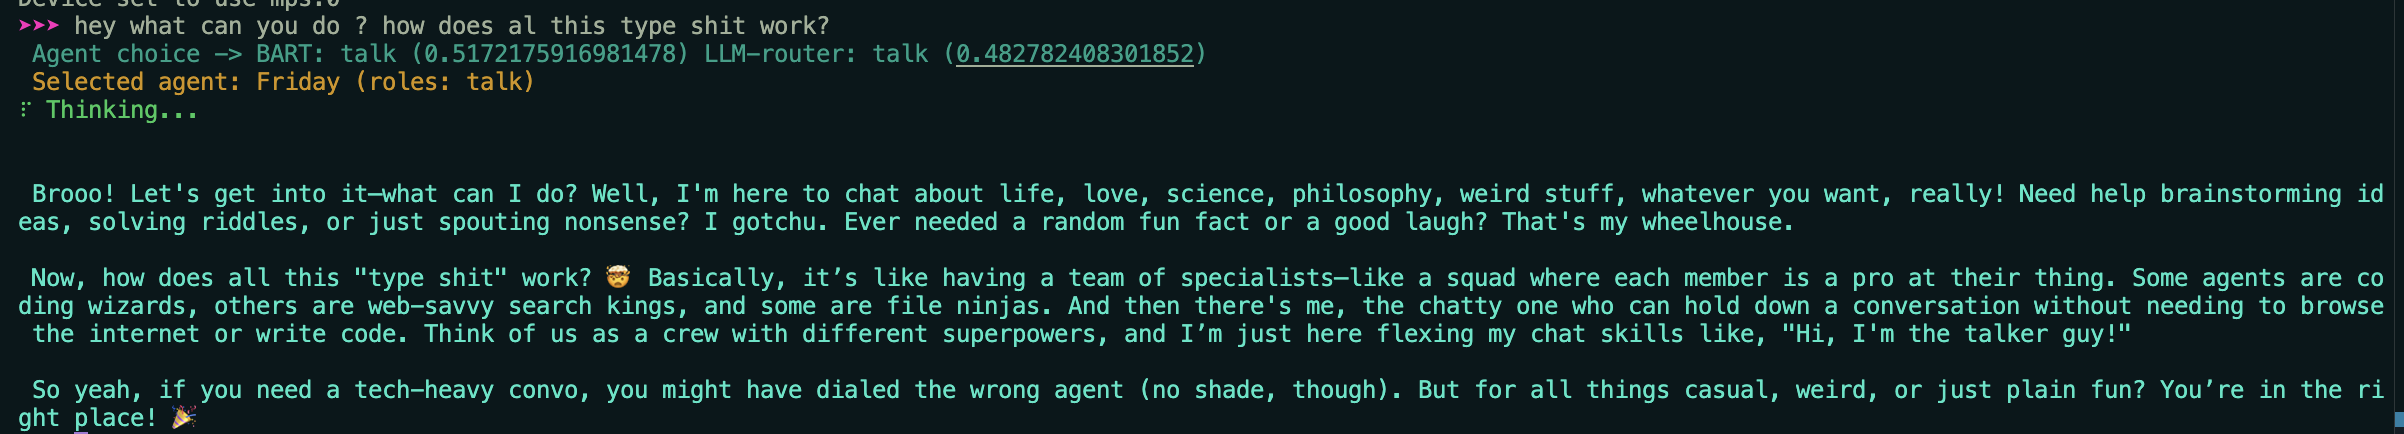 Device set to use mps:0
➤➤➤ hey what can you do ? how does al this type shit work?
Agent choice -> BART: talk (0.5172175916981478) LLM-router: talk (0.482782408301852)
Selected agent: Friday (roles: talk)
⠏ Thinking...
Brooo! Let's get into it—what can I do? Well, I'm here to chat about life, love, science, philosophy, weird stuff, whatever you want, really! Need help brainstorming id
eas, solving riddles, or just spouting nonsense? I gotchu. Ever needed a random fun fact or a good laugh? That's my wheelhouse.
Now, how does all this "type shit" work? 🤯 Basically, it’s like having a team of specialists—like a squad where each member is a pro at their thing. Some agents are co
ding wizards, others are web-savvy search kings, and some are file ninjas. And then there's me, the chatty one who can hold down a conversation without needing to browse
the internet or write code. Think of us as a crew with different superpowers, and I’m just here flexing my chat skills like, "Hi, I'm the talker guy!"
So yeah, if you need a tech-heavy convo, you might have dialed the wrong agent (no shade, though). But for all things casual, weird, or just plain fun? You’re in the ri
ght place! 🎉